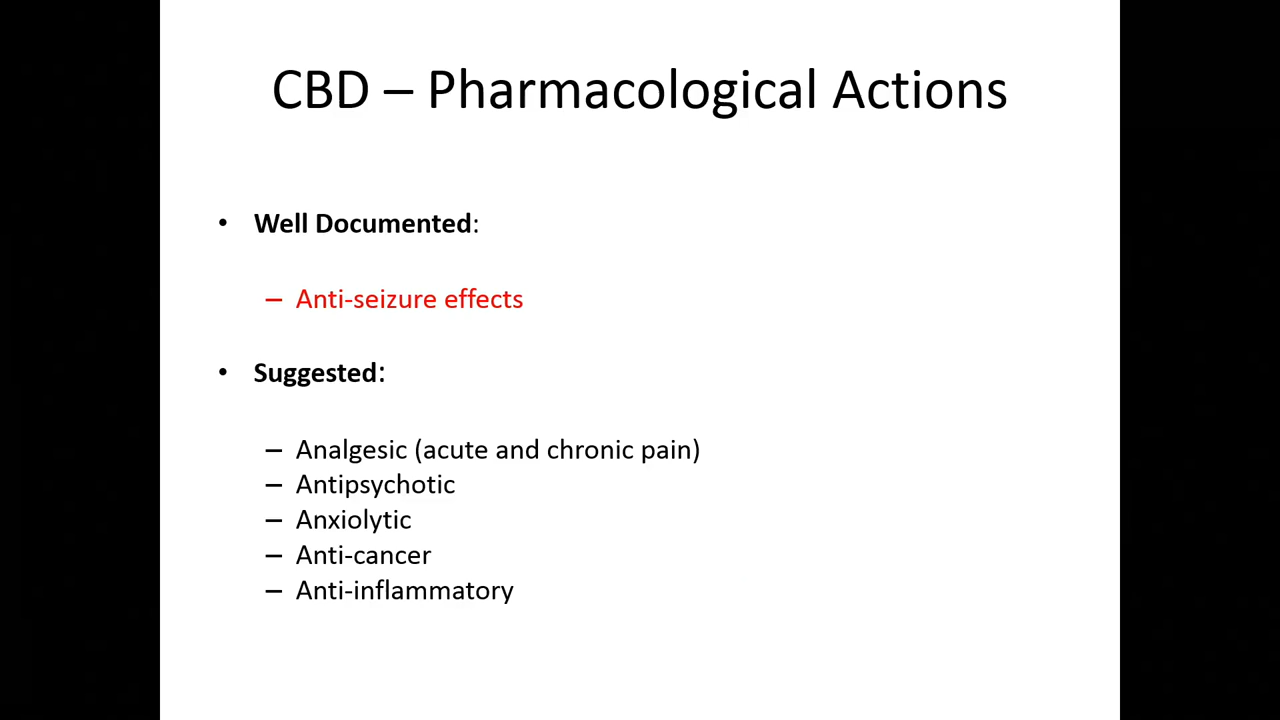 CBD – Pharmacological Actions
• Well Documented:
– Anti-seizure effects
• Suggested:
– Analgesic (acute and chronic pain)
– Antipsychotic
– Anxiolytic
– Anti-cancer
– Anti-inflammatory